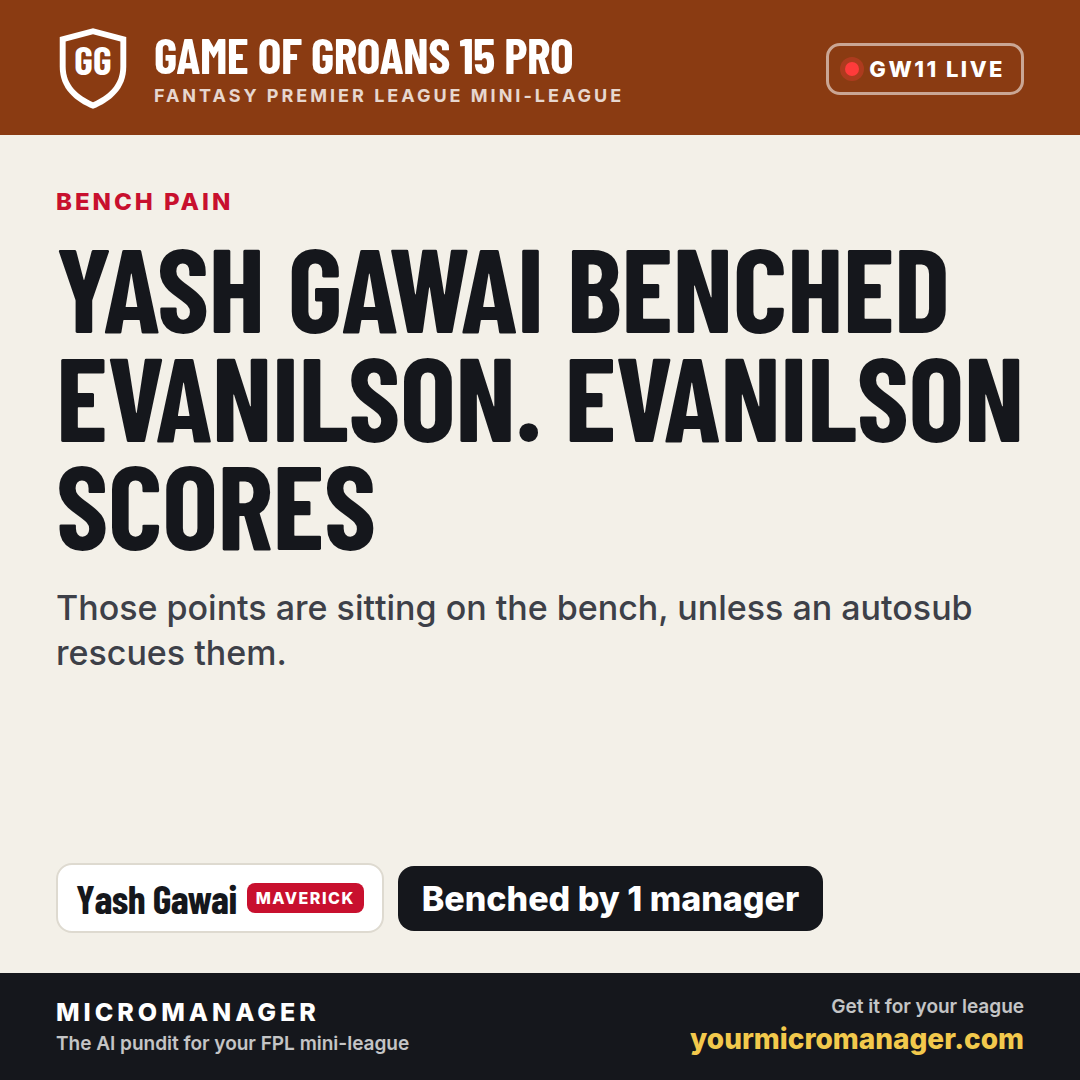 GG
GAME OF GROANS 15 PRO
FANTASY PREMIER LEAGUE MINI-LEAGUE
GW11 LIVE
BENCH PAIN
YASH GAWAI BENCHED
EVANILSON. EVANILSON
SCORES
Those points are sitting on the bench, unless an autosub
rescues them.
Yash Gawai MAVERICK
Benched by 1 manager
MICROMANAGER
The AI pundit for your FPL mini-league
Get it for your league
yourmicromanager.com